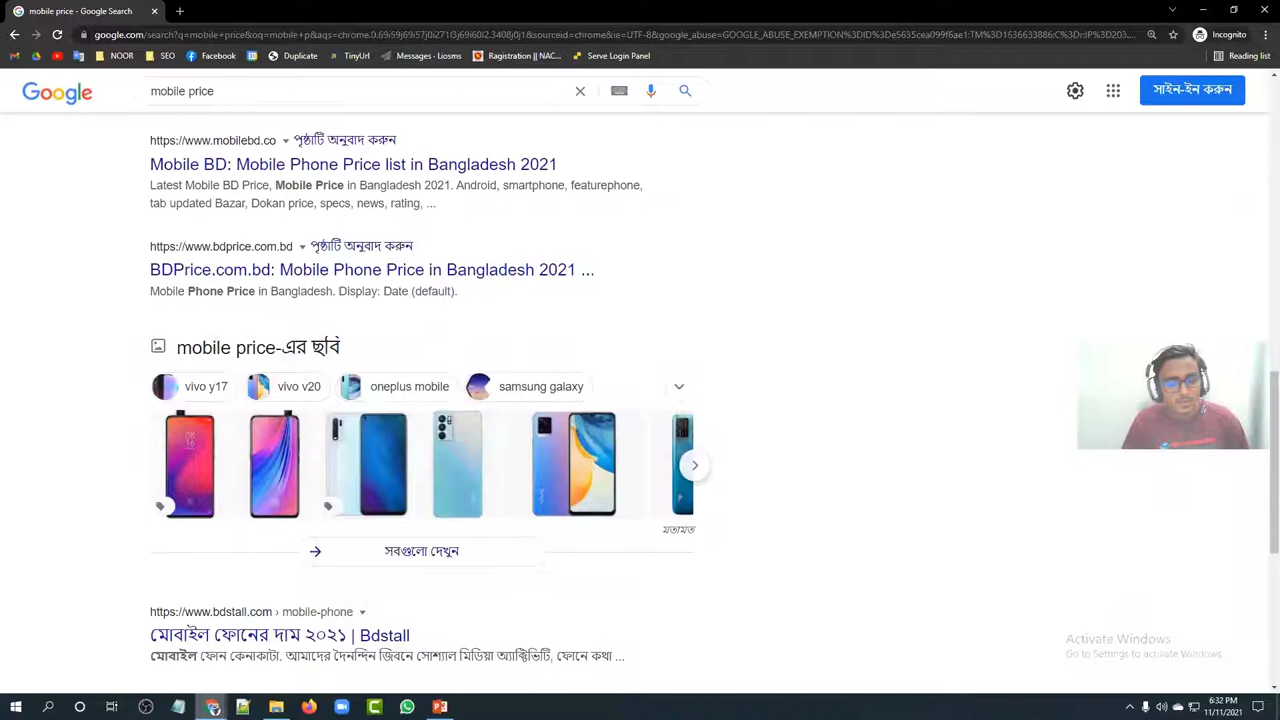 mobile price - Google Search
google.com/search?q=mobile+price&oq=mobile+p&aqs=chrome.0.69i59j69i57j0i271l3j69i60l2.3408j0j1&sourceid=chrome&ie=UTF-8&google_abuse=GOOGLE_ABUSE_EXEMPTION%3DID%3De5635cea099f6ae1:TM%3D1636633886:C%3Dr:IP%3D203....
Incognito
NOOR
SEO
Facebook
Octagle
TinyUrl
Messaging - Liosms
Registration || NAC...
Serve Login Panel
Reading list
Google
mobile price
সাইন-ইন করুন
https://www.mobilebd.co পৃষ্ঠাটি অনুবাদ করুন
Mobile BD: Mobile Phone Price list in Bangladesh 2021
Latest Mobile BD Price, Mobile Price in Bangladesh 2021. Android, smartphone, featurephone,
tab updated Bazar, Dokan price, specs, news, rating, ...
https://www.bdprice.com.bd পৃষ্ঠাটি অনুবাদ করুন
BDPrice.com.bd: Mobile Phone Price in Bangladesh 2021 ...
Mobile Phone Price in Bangladesh. Display: Date (default).
mobile price-এর ছবি
vivo y17
vivo v20
oneplus mobile
samsung galaxy
মতামত
সবগুলো দেখুন
https://www.bdstall.com › mobile-phone
মোবাইল ফোনের দাম ২০২১ | Bdstall
মোবাইল ফোন কেনাকাটা. আমাদের দৈনন্দিন জিবনে সোশ্যাল মিডিয়া অ্যাক্টিভিটি, ফোনে কথা ...
Activate Windows
Go to Settings to activate Windows.
6:32 PM
11/11/2021